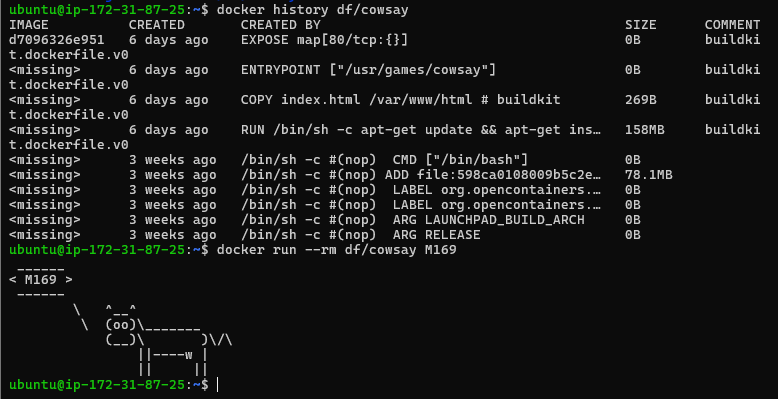 ubuntu@ip-172-31-87-25:~$ docker history df/cowsay
IMAGE          CREATED       CREATED BY                                      SIZE      COMMENT
d7096326e951   6 days ago    EXPOSE map[80/tcp:{}]                           0B        buildki
t.dockerfile.v0
<missing>      6 days ago    ENTRYPOINT ["/usr/games/cowsay"]                0B        buildki
t.dockerfile.v0
<missing>      6 days ago    COPY index.html /var/www/html # buildkit        269B      buildki
t.dockerfile.v0
<missing>      6 days ago    RUN /bin/sh -c apt-get update && apt-get ins…   158MB     buildki
t.dockerfile.v0
<missing>      3 weeks ago   /bin/sh -c #(nop)  CMD ["/bin/bash"]            0B
<missing>      3 weeks ago   /bin/sh -c #(nop) ADD file:598ca0108009b5c2e…   78.1MB
<missing>      3 weeks ago   /bin/sh -c #(nop)  LABEL org.opencontainers.…   0B
<missing>      3 weeks ago   /bin/sh -c #(nop)  LABEL org.opencontainers.…   0B
<missing>      3 weeks ago   /bin/sh -c #(nop)  ARG LAUNCHPAD_BUILD_ARCH     0B
<missing>      3 weeks ago   /bin/sh -c #(nop)  ARG RELEASE                  0B
ubuntu@ip-172-31-87-25:~$ docker run --rm df/cowsay M169
 ______
< M169 >
 ------
        \   ^__^
         \  (oo)\_______
            (__)\       )\/\
                ||----w |
                ||     ||
ubuntu@ip-172-31-87-25:~$